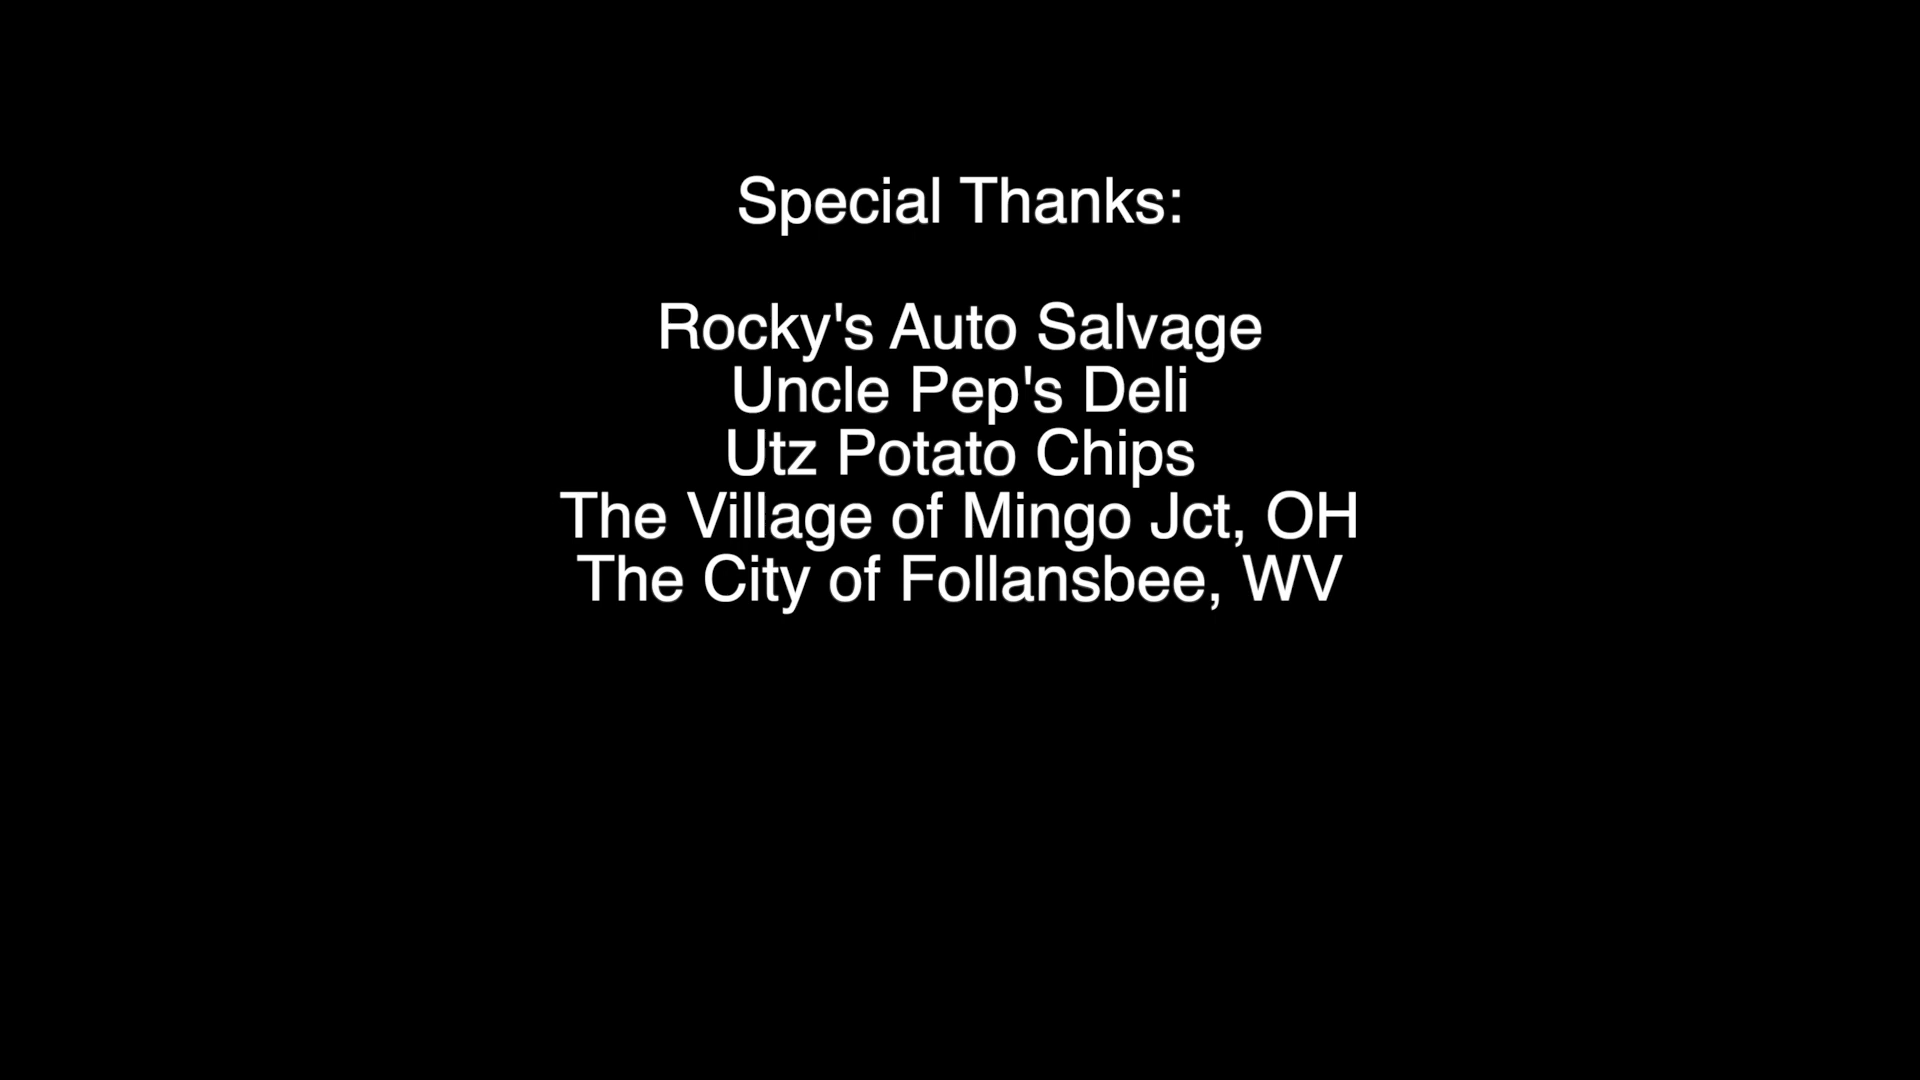 Special Thanks:
Rocky's Auto Salvage
Uncle Pep's Deli
Utz Potato Chips
The Village of Mingo Jct, OH
The City of Follansbee, WV